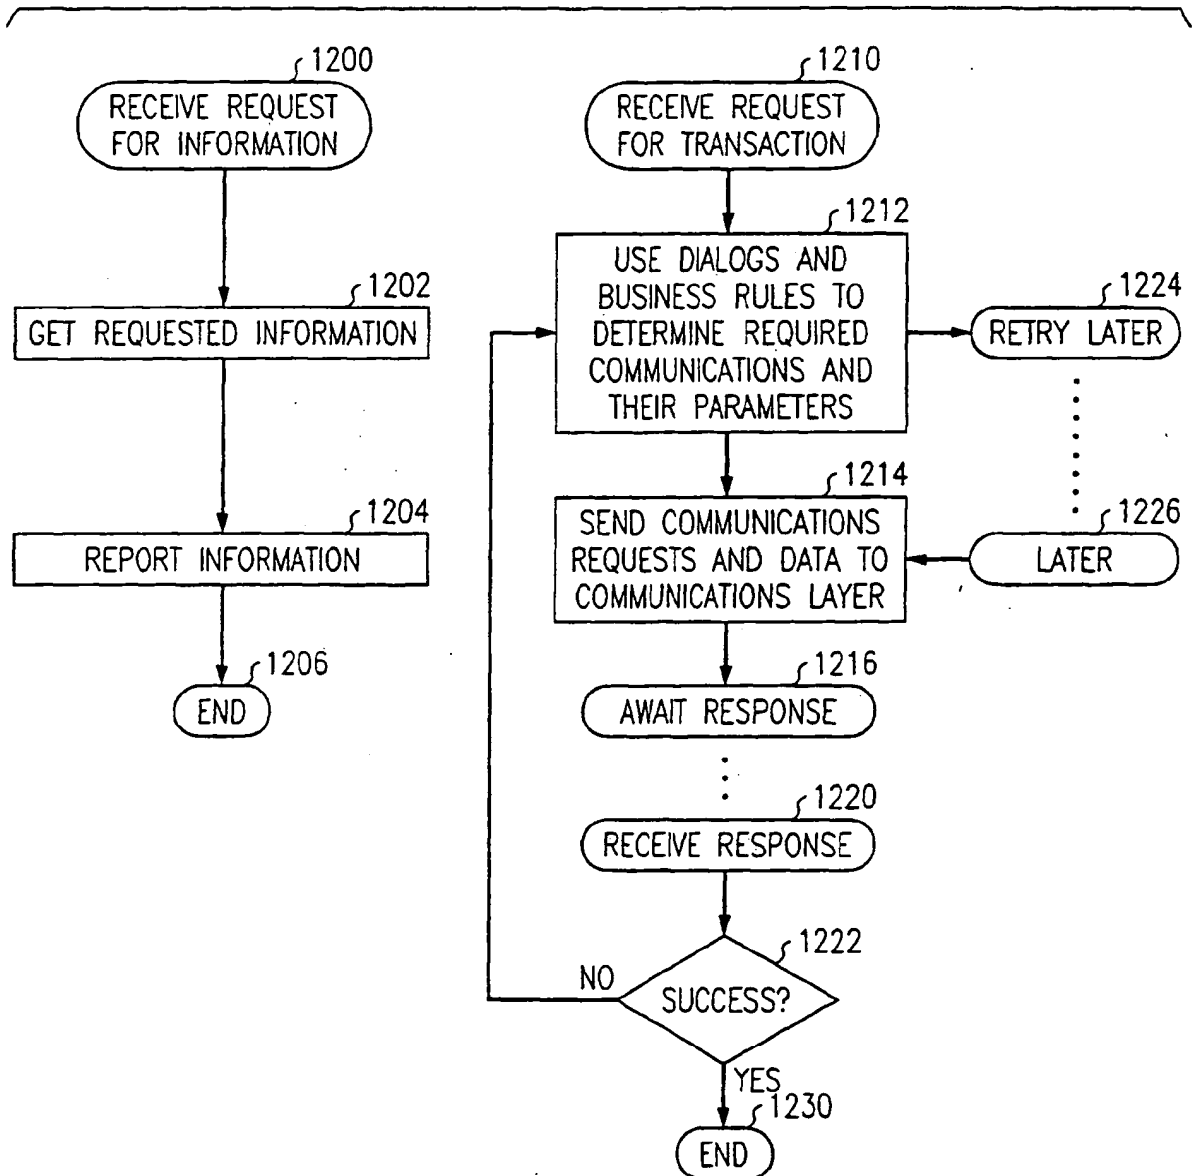 1200
RECEIVE REQUEST
FOR INFORMATION
1202
GET REQUESTED INFORMATION
1204
REPORT INFORMATION
1206
END
1210
RECEIVE REQUEST
FOR TRANSACTION
1212
USE DIALOGS AND
BUSINESS RULES TO
DETERMINE REQUIRED
COMMUNICATIONS AND
THEIR PARAMETERS
1224
RETRY LATER
1214
SEND COMMUNICATIONS
REQUESTS AND DATA TO
COMMUNICATIONS LAYER
1226
LATER
1216
AWAIT RESPONSE
1220
RECEIVE RESPONSE
1222
SUCCESS?
NO
YES
1230
END